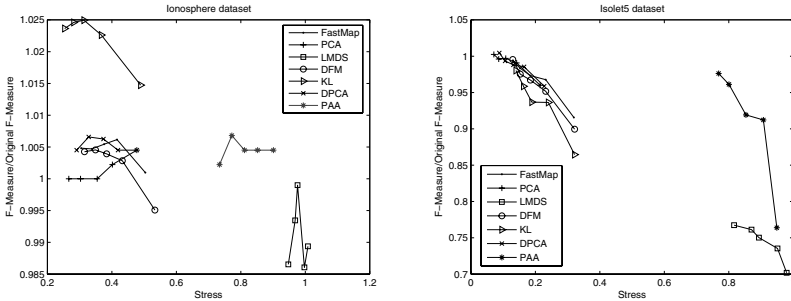 Ionosphere dataset
F−Measure/Original F−Measure
1.025
1.02
1.015
1.01
1.005
1
0.995
0.99
0.985
0.2
0.4
0.6
0.8
1
1.2
Stress
FastMap
PCA
LMDS
DFM
KL
DPCA
PAA
Isolet5 dataset
F−Measure/Original F−Measure
1.05
1
0.95
0.9
0.85
0.8
0.75
0.7
0
0.2
0.4
0.6
0.8
1
Stress
FastMap
PCA
LMDS
DFM
KL
DPCA
PAA